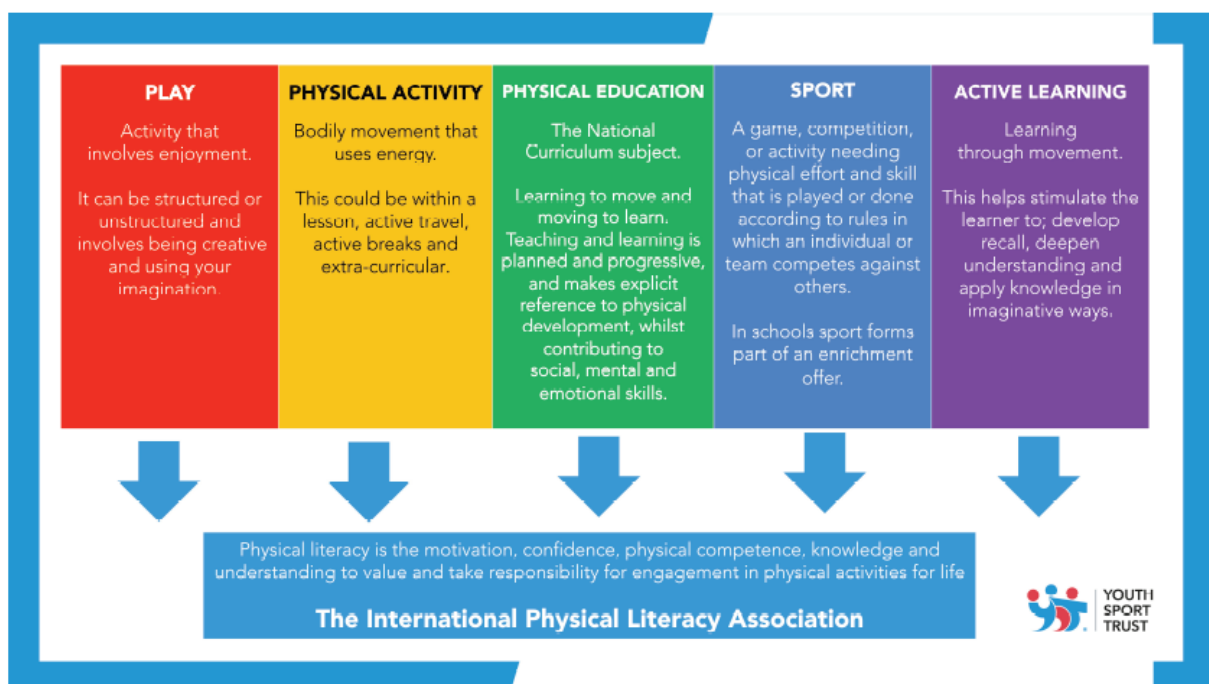 PLAY
Activity that
involves enjoyment.
It can be structured or
unstructured and
involves being creative
and using your
imagination.
PHYSICAL ACTIVITY
Bodily movement that
uses energy.
This could be within a
lesson, active travel,
active breaks and
extra-curricular.
PHYSICAL EDUCATION
The National
Curriculum subject.
Learning to move and
moving to learn.
Teaching and learning is
planned and progressive,
and makes explicit
reference to physical
development, whilst
contributing to
social, mental and
emotional skills.
SPORT
A game, competition,
or activity needing
physical effort and skill
that is played or done
according to rules in
which an individual or
team competes against
others.
In schools sport forms
part of an enrichment
offer.
ACTIVE LEARNING
Learning
through movement.
This helps stimulate the
learner to; develop
recall, deepen
understanding and
apply knowledge in
imaginative ways.
Physical literacy is the motivation, confidence, physical competence, knowledge and
understanding to value and take responsibility for engagement in physical activities for life
The International Physical Literacy Association
YOUTH
SPORT
TRUST